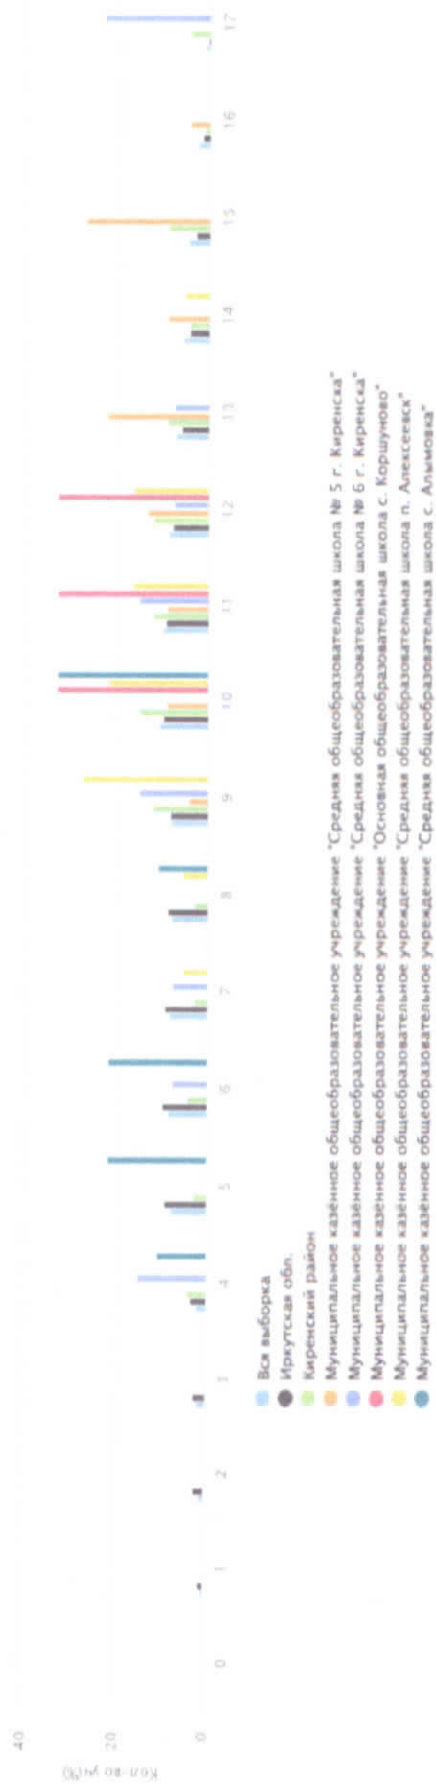 40
20
0
Кол-во уч(%)
0 1 2 3 4 5 6 7 8 9 10 11 12 13 14 15 16 17
Вся выборка
Иркутская обл.
Киренский район
Муниципальное казённое общеобразовательное учреждение "Средняя общеобразовательная школа № 5 г. Киренска"
Муниципальное казённое общеобразовательное учреждение "Средняя общеобразовательная школа № 6 г. Киренска"
Муниципальное казённое общеобразовательное учреждение "Основная общеобразовательная школа с. Коршуново"
Муниципальное казённое общеобразовательное учреждение "Средняя общеобразовательная школа п. Алексеевск"
Муниципальное казённое общеобразовательное учреждение "Средняя общеобразовательная школа с. Алымовка"